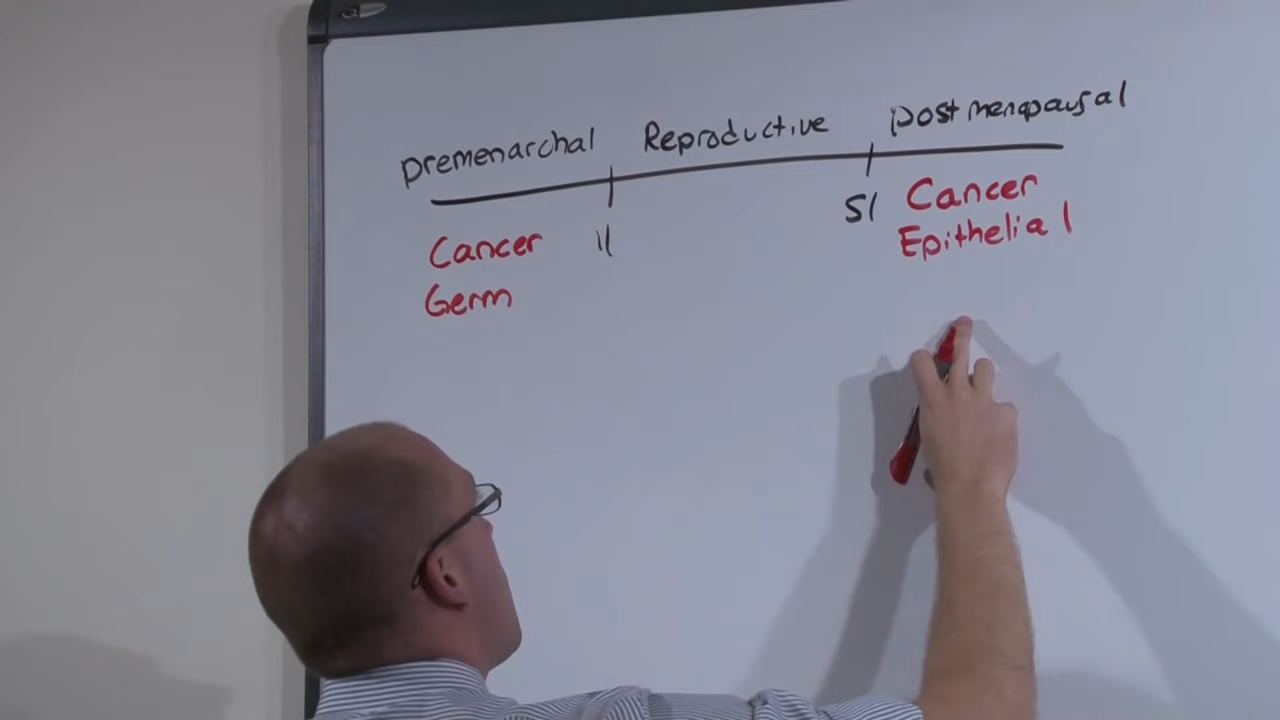 premenarchal Reproductive postmenopausal
11 51
Cancer
Germ
Cancer
Epithelial